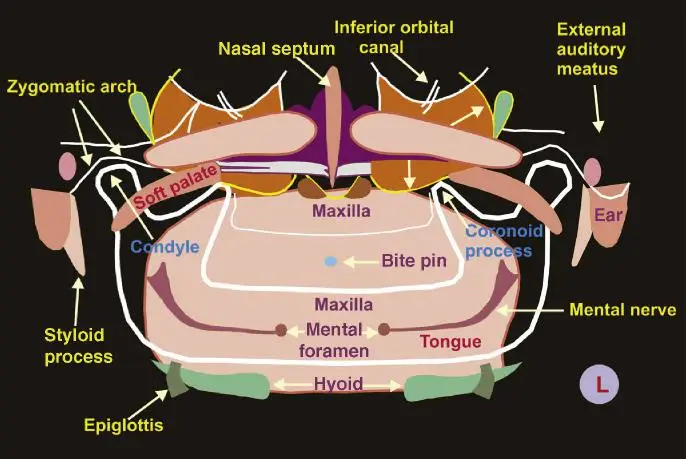 Inferior orbital
canal
External
auditory
meatus
Nasal septum
Zygomatic arch
Soft palate
Maxilla
Ear
Condyle
Coronoid
process
Bite pin
Maxilla
Mental nerve
Styloid
process
Mental
foramen
Tongue
Hyoid
L
Epiglottis